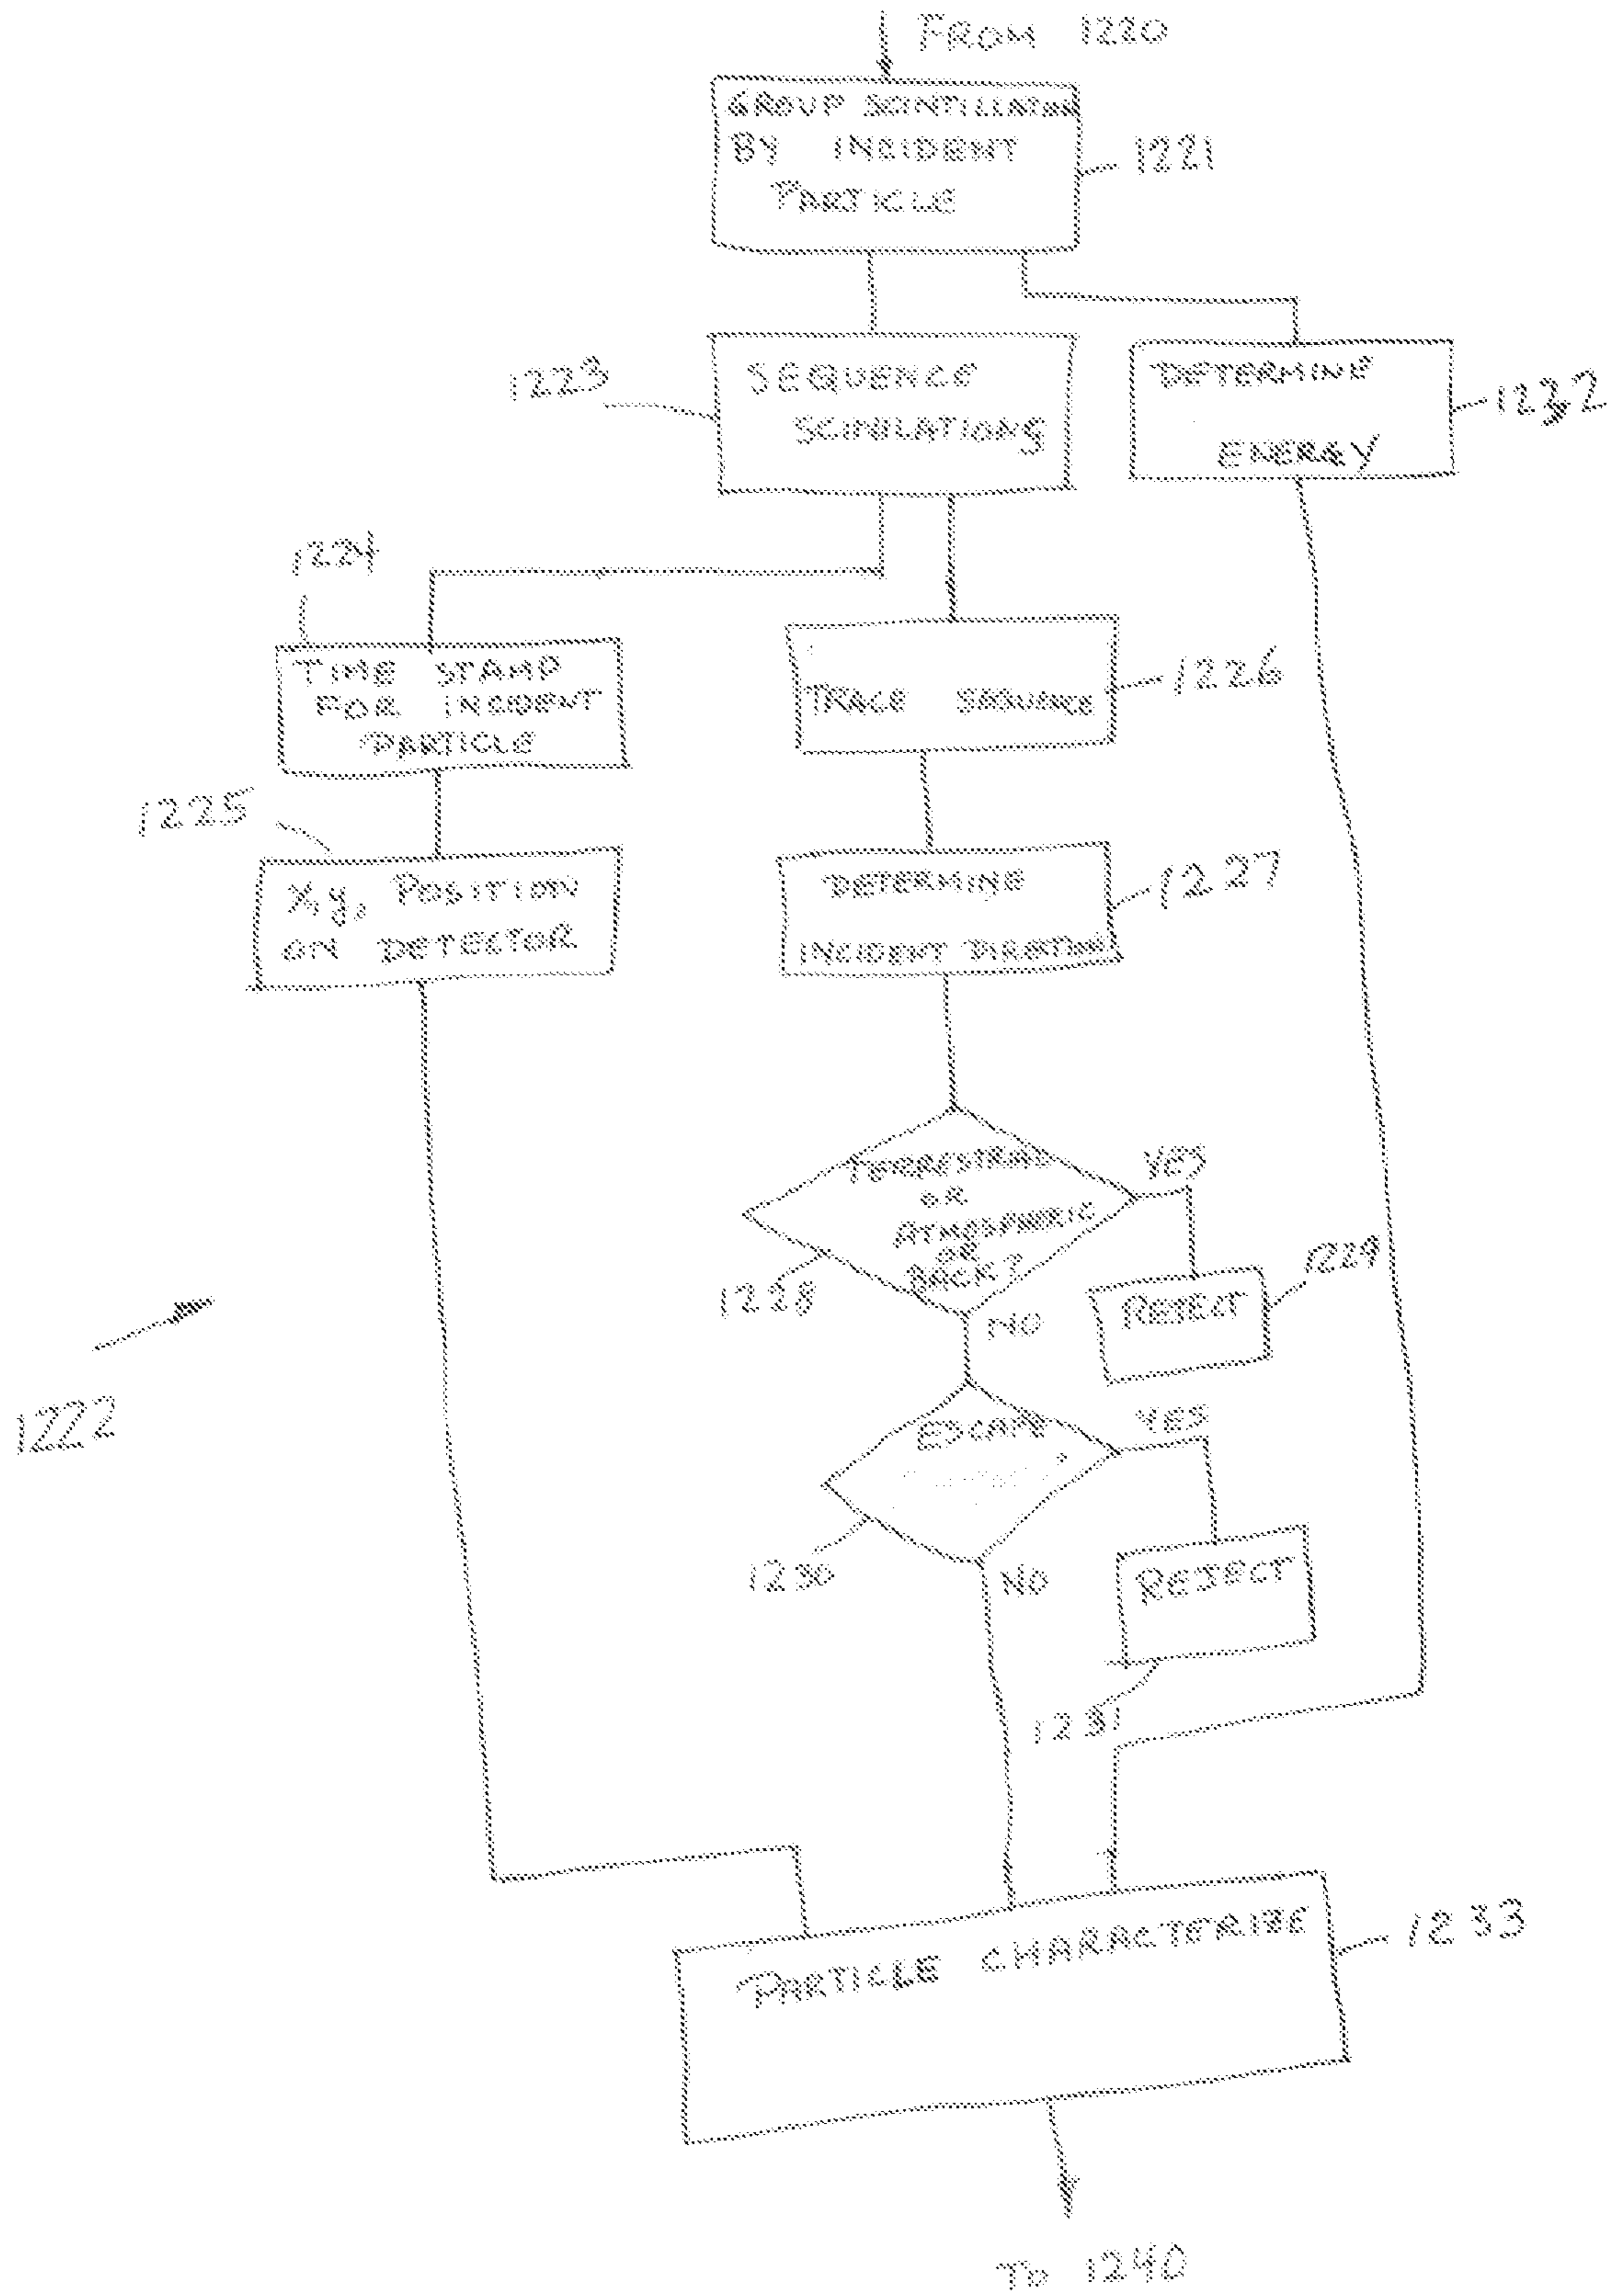 FROM 1220
GROUP SCINTILLATION
BY INCIDENT
PARTICLE
1221
1223
SEQUENCE
SCINILATIONS
DETERMINE
ENERGY
1232
1224
TIME STAMP
FOR INCIDENT
PARTICLE
TRACE SEQUENCE
1226
1225
X,y, POSITION
ON DETECTOR
DETERMINE
INCIDENT DIRECTION
1227
TERRESTRIAL
OR
ATMOSPHERIC
OR
BACK?
YES
1228
NO
REJECT
1229
1222
ESCAPE
?
YES
1230
NO
REJECT
1231
PARTICLE CHARACTERIZE
1233
TO 1240